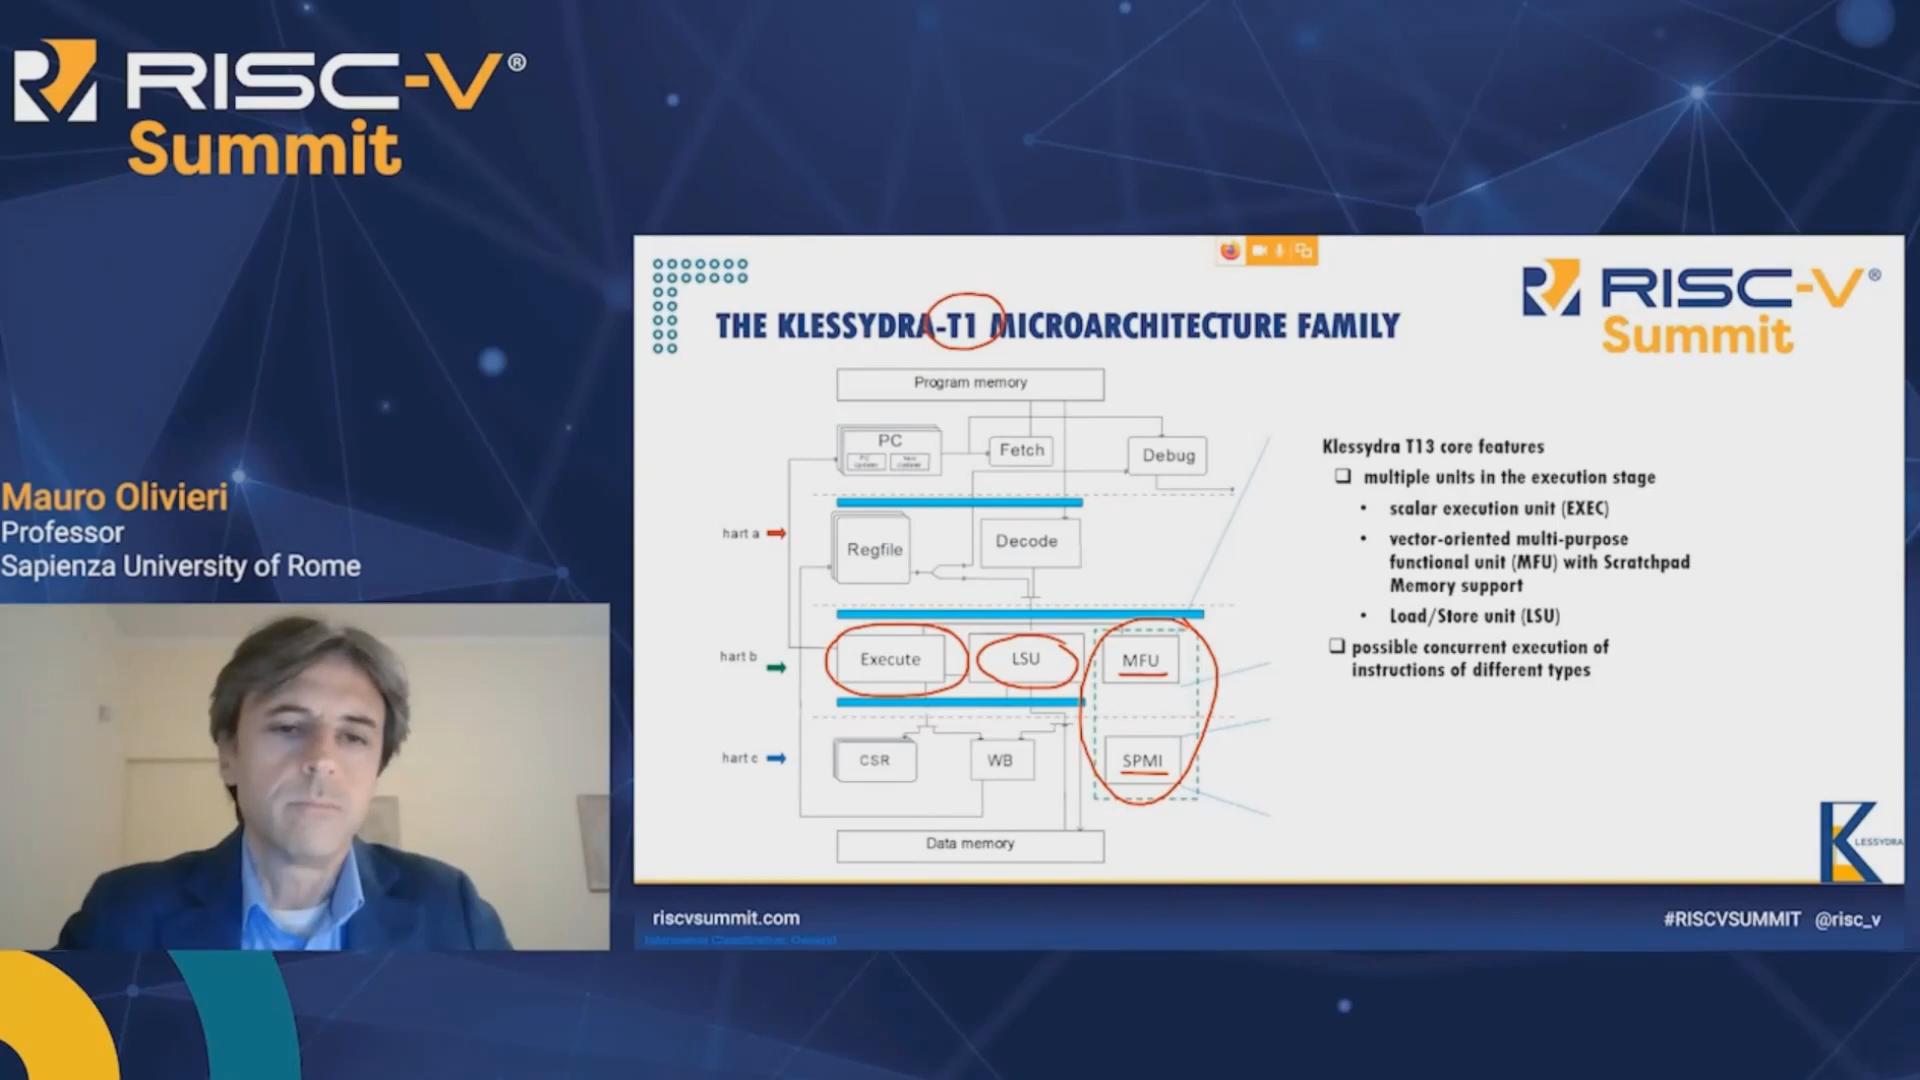 RISC-V®
Summit
Mauro Olivieri
Professor
Sapienza University of Rome
RISC-V®
Summit
THE KLESSYDRA-T1 MICROARCHITECTURE FAMILY
Program memory
PC
Fetch
Debug
hart a
Regfile
Decode
hart b
Execute
LSU
MFU
hart c
CSR
WB
SPMI
Data memory
Klessydra T13 core features
❑ multiple units in the execution stage
• scalar execution unit (EXEC)
• vector-oriented multi-purpose
functional unit (MFU) with Scratchpad
Memory support
• Load/Store unit (LSU)
❑ possible concurrent execution of
instructions of different types
KLESSYDRA
riscvsummit.com
#RISCVSUMMIT @risc_v
Information Classification: General